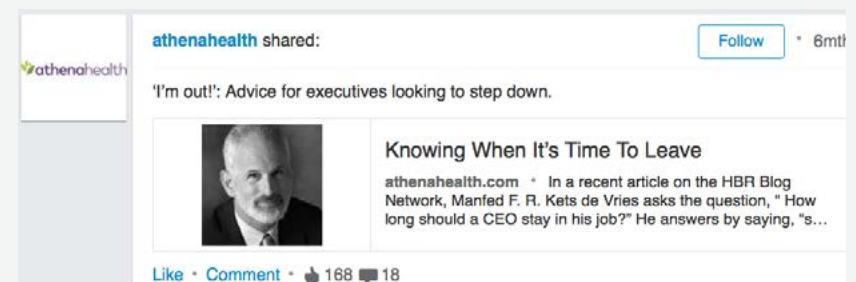 athenahealth shared:
Follow
• 6mth
athenahealth
'I'm out!': Advice for executives looking to step down.
Knowing When It's Time To Leave
athenahealth.com • In a recent article on the HBR Blog
Network, Manfed F. R. Kets de Vries asks the question, " How
long should a CEO stay in his job?" He answers by saying, "s...
Like • Comment • 168 18